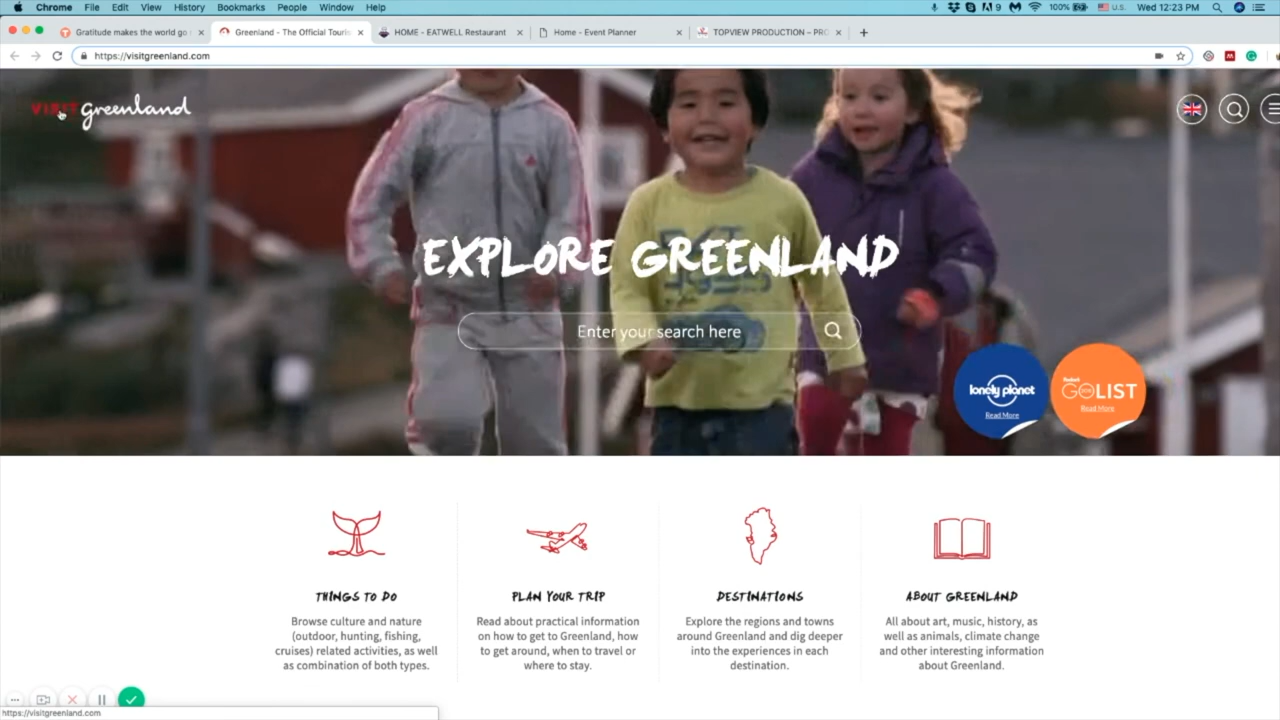 Chrome File Edit View History Bookmarks People Window Help 9 100% U.S. Wed 12:23 PM
Gratitude makes the world go Greenland - The Official Touris HOME - EATWELL Restaurant Home - Event Planner TOPVIEW PRODUCTION – PRO
https://visitgreenland.com
VISIT greenland
EXPLORE GREENLAND
Enter your search here
lonely planet
Read More
GOLIST
Read More
THINGS TO DO
Browse culture and nature
(outdoor, hunting, fishing,
cruises) related activities, as well
as combination of both types.
PLAN YOUR TRIP
Read about practical information
on how to get to Greenland, how
to get around, when to travel or
where to stay.
DESTINATIONS
Explore the regions and towns
around Greenland and dig deeper
into the experiences in each
destination.
ABOUT GREENLAND
All about art, music, history, as
well as animals, climate change
and other interesting information
about Greenland.
https://visitgreenland.com